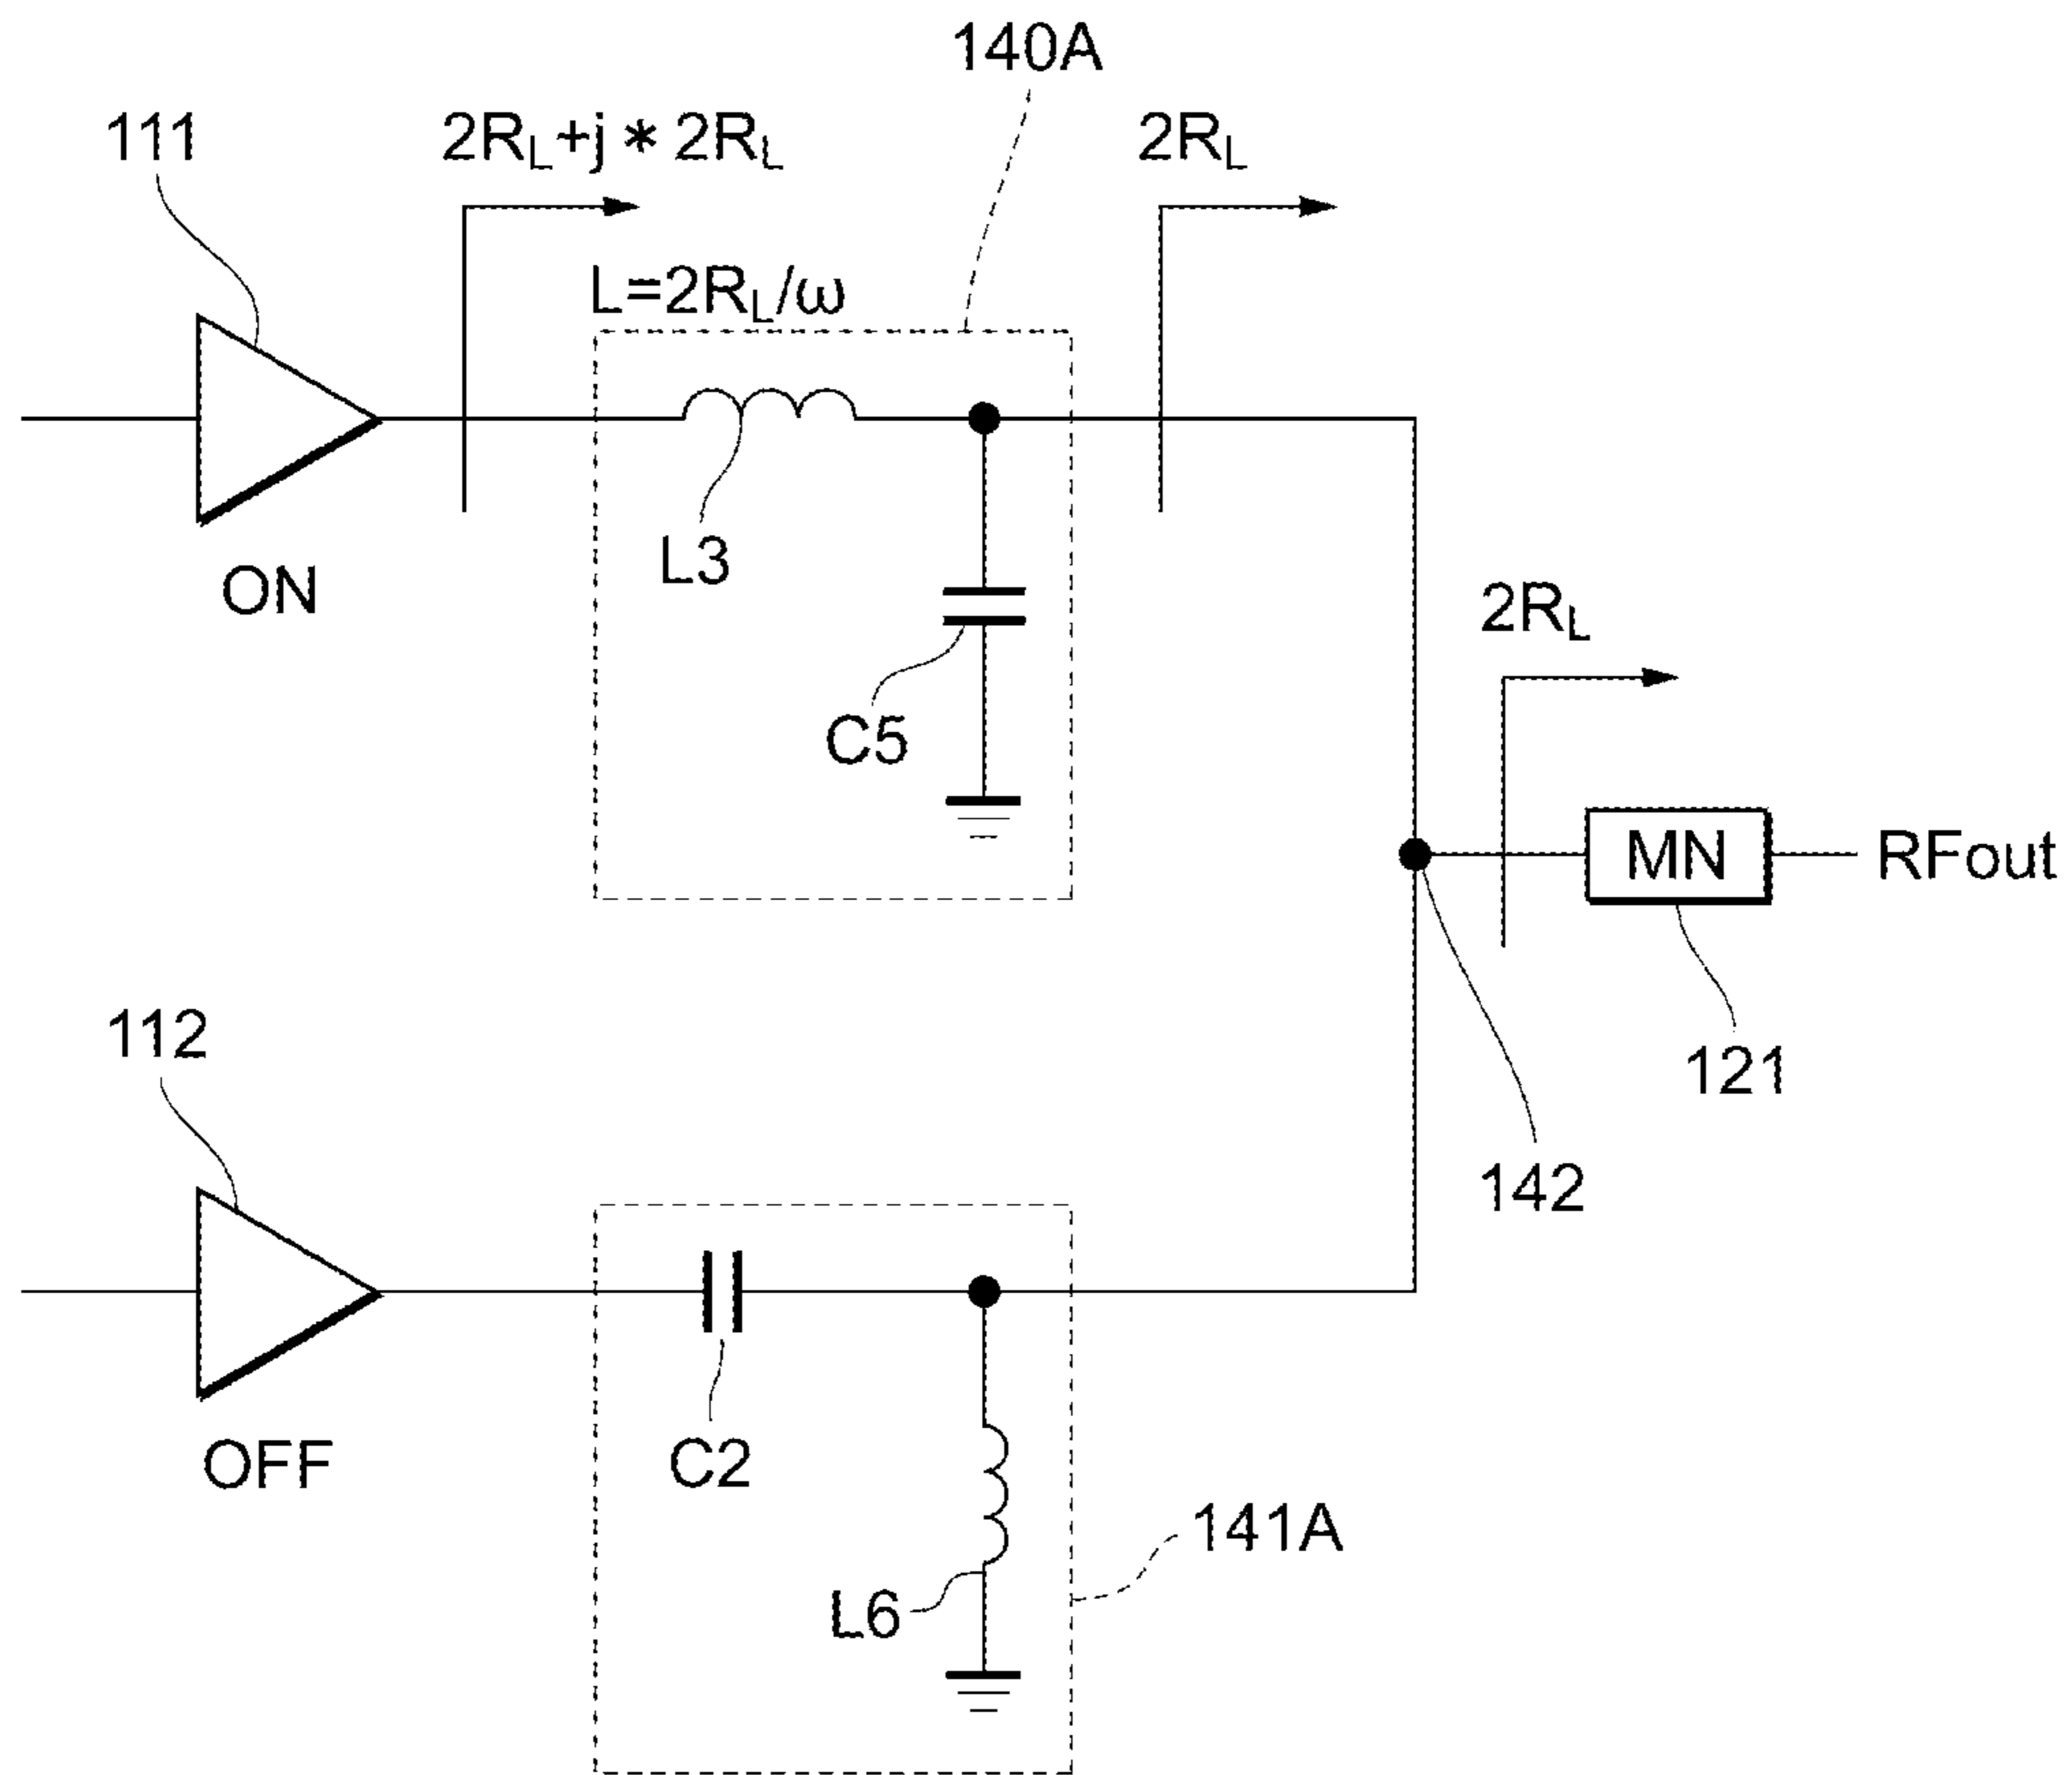 140A
111
2RL+j * 2RL
2RL
L=2RL/ω
L3
ON
C5
2RL
MN
RFout
121
112
142
C2
OFF
141A
L6